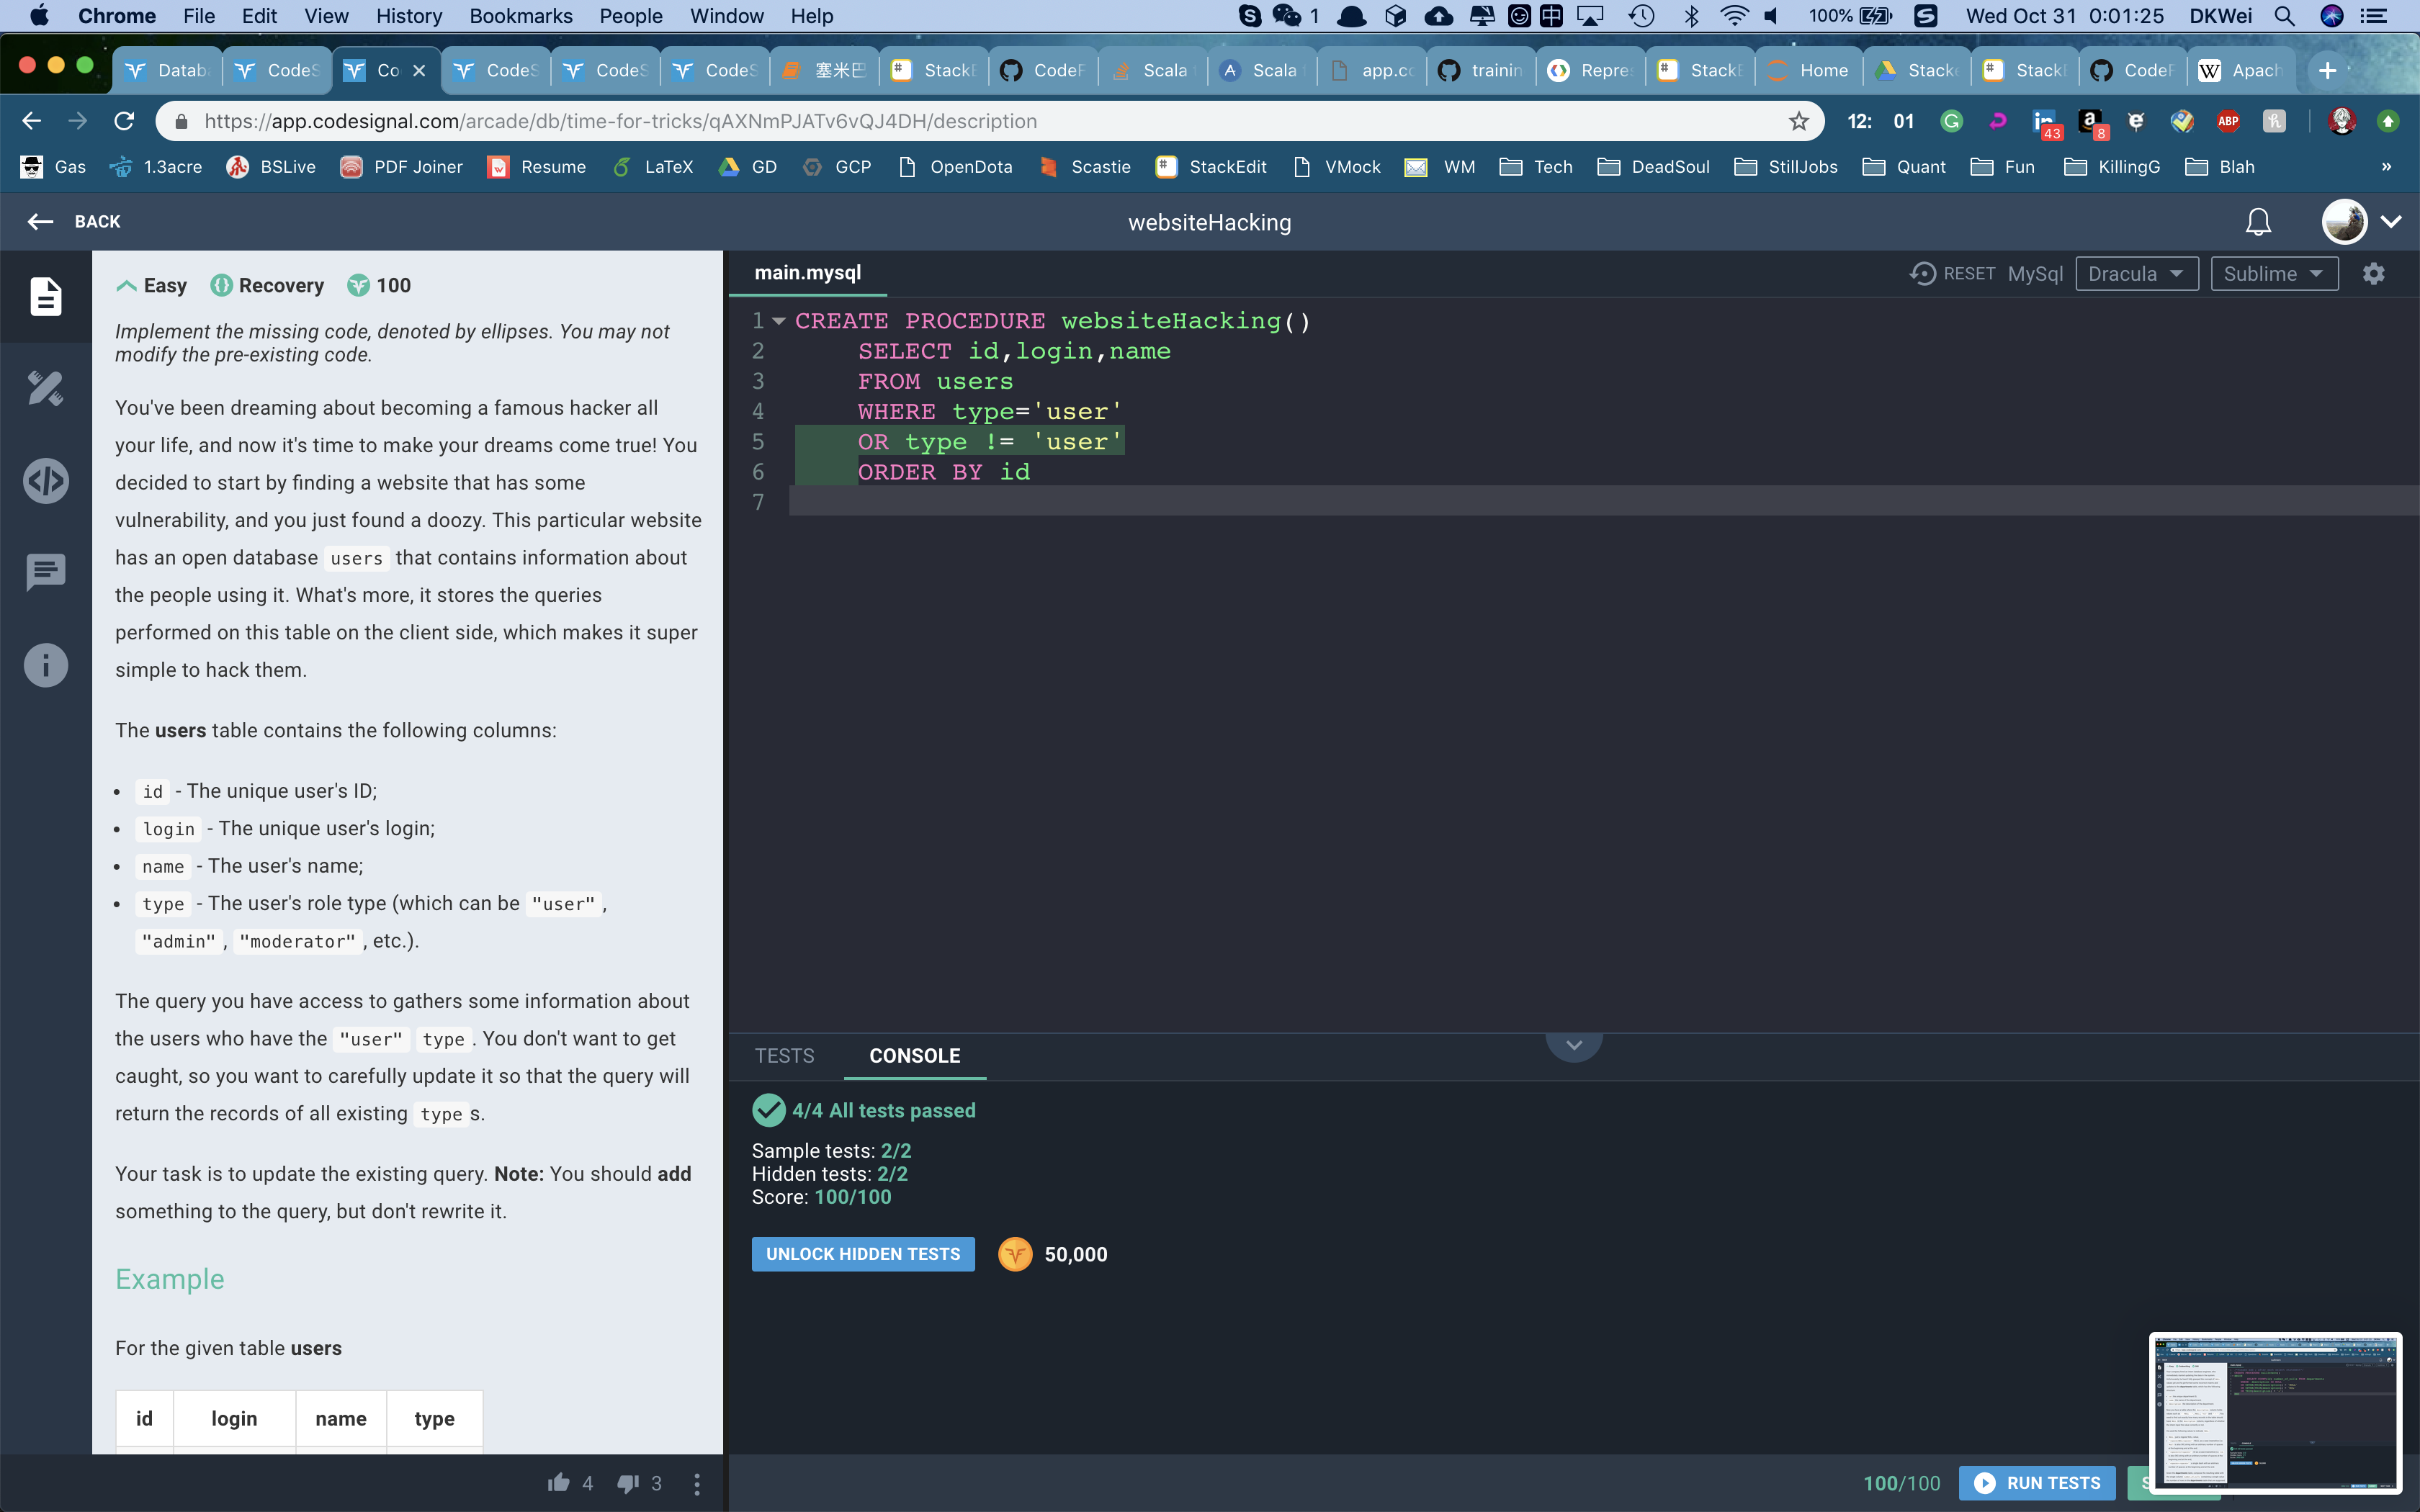 Chrome File Edit View History Bookmarks People Window Help 1 100% Wed Oct 31 0:01:25 DKWei
Datab CodeS Co CodeS CodeS CodeS 塞米巴 StackE CodeF Scala Scala app.co trainin Repres StackE Home Stacke StackE CodeF Apach
https://app.codesignal.com/arcade/db/time-for-tricks/qAXNmPJATv6vQJ4DH/description 12: 01 43 8 ABP
Gas 1.3acre BSLive PDF Joiner Resume LaTeX GD GCP OpenDota Scastie StackEdit VMock WM Tech DeadSoul StillJobs Quant Fun KillingG Blah »
BACK websiteHacking
Easy Recovery 100
Implement the missing code, denoted by ellipses. You may not
modify the pre-existing code.
You've been dreaming about becoming a famous hacker all
your life, and now it's time to make your dreams come true! You
decided to start by finding a website that has some
vulnerability, and you just found a doozy. This particular website
has an open database users that contains information about
the people using it. What's more, it stores the queries
performed on this table on the client side, which makes it super
simple to hack them.
The users table contains the following columns:
• id - The unique user's ID;
• login - The unique user's login;
• name - The user's name;
• type - The user's role type (which can be "user",
"admin", "moderator", etc.).
The query you have access to gathers some information about
the users who have the "user" type. You don't want to get
caught, so you want to carefully update it so that the query will
return the records of all existing types.
Your task is to update the existing query. Note: You should add
something to the query, but don't rewrite it.
Example
For the given table users
id login name type
4 3
main.mysql RESET MySql Dracula Sublime
1 CREATE PROCEDURE websiteHacking()
2 SELECT id,login,name
3 FROM users
4 WHERE type='user'
5 OR type != 'user'
6 ORDER BY id
7
TESTS CONSOLE
4/4 All tests passed
Sample tests: 2/2
Hidden tests: 2/2
Score: 100/100
UNLOCK HIDDEN TESTS 50,000
100/100 RUN TESTS